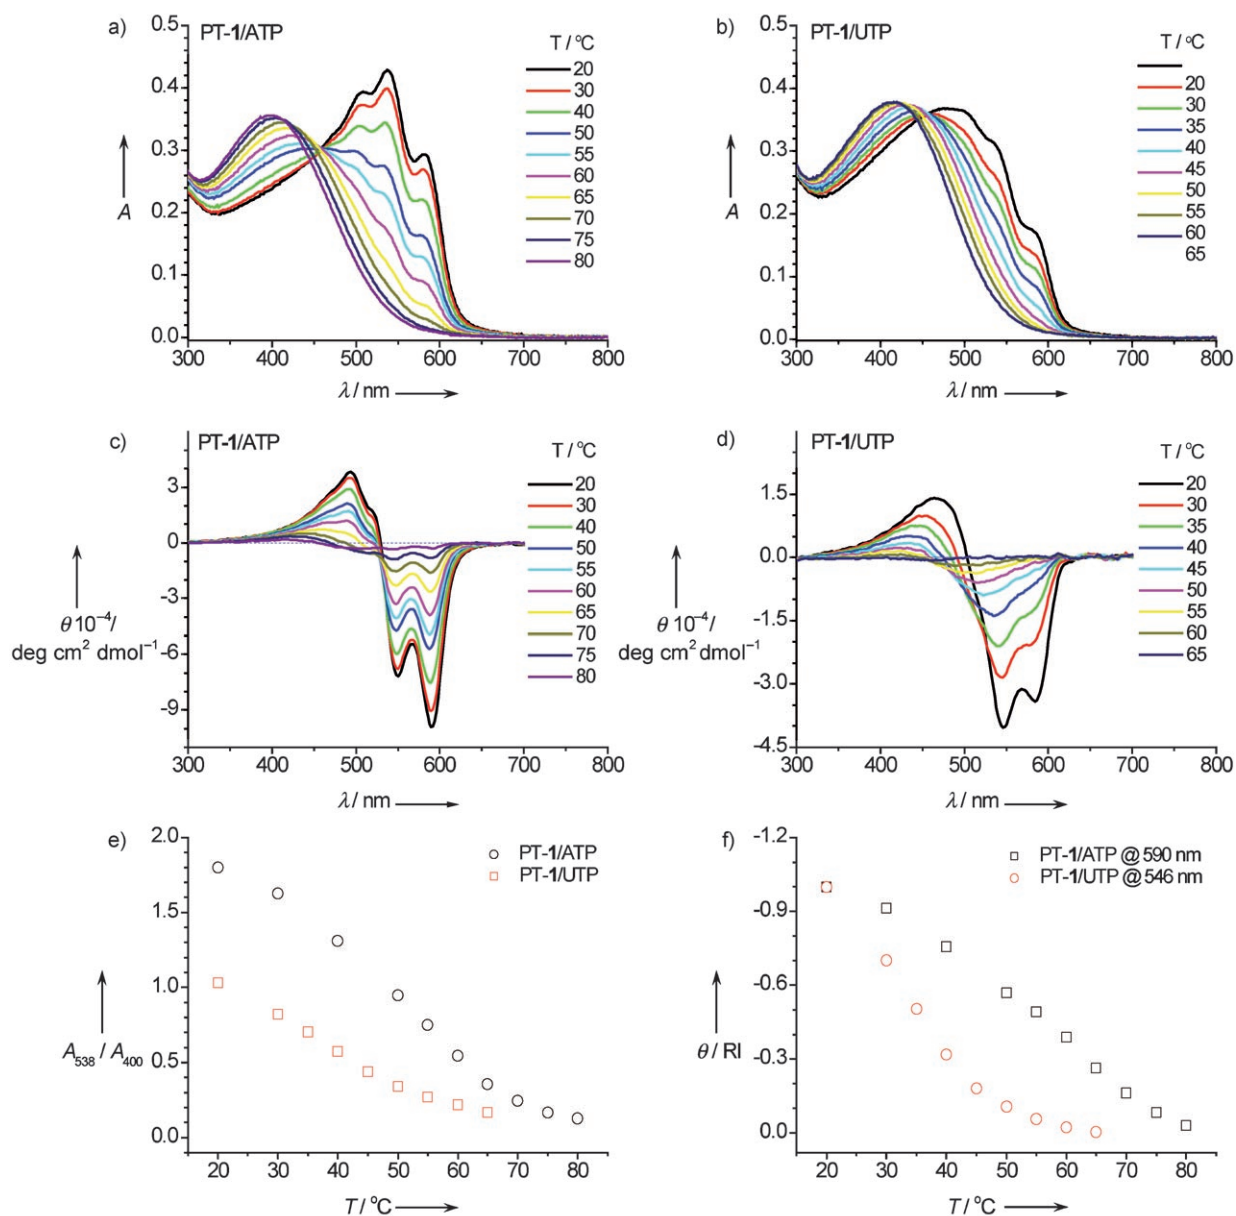 a) PT-1/ATP
T / °C
20
30
40
50
55
60
65
70
75
80
0.5
0.4
0.3
0.2
0.1
0.0
A
300 400 500 600 700 800
λ / nm
b) PT-1/UTP
T / °C
20
30
35
40
45
50
55
60
65
0.5
0.4
0.3
0.2
0.1
0.0
A
300 400 500 600 700 800
λ / nm
c) PT-1/ATP
T / °C
20
30
40
50
55
60
65
70
75
80
3
0
-3
-6
-9
θ 10⁻⁴/
deg cm² dmol⁻¹
300 400 500 600 700 800
λ / nm
d) PT-1/UTP
T / °C
20
30
35
40
45
50
55
60
65
1.5
0.0
-1.5
-3.0
-4.5
θ 10⁻⁴/
deg cm² dmol⁻¹
300 400 500 600 700 800
λ / nm
e)
PT-1/ATP
PT-1/UTP
2.0
1.5
1.0
0.5
0.0
A₅₃₈ / A₄₀₀
20 30 40 50 60 70 80
T / °C
f)
PT-1/ATP @ 590 nm
PT-1/UTP @ 546 nm
-1.2
-0.9
-0.6
-0.3
-0.0
θ / RI
20 30 40 50 60 70 80
T / °C